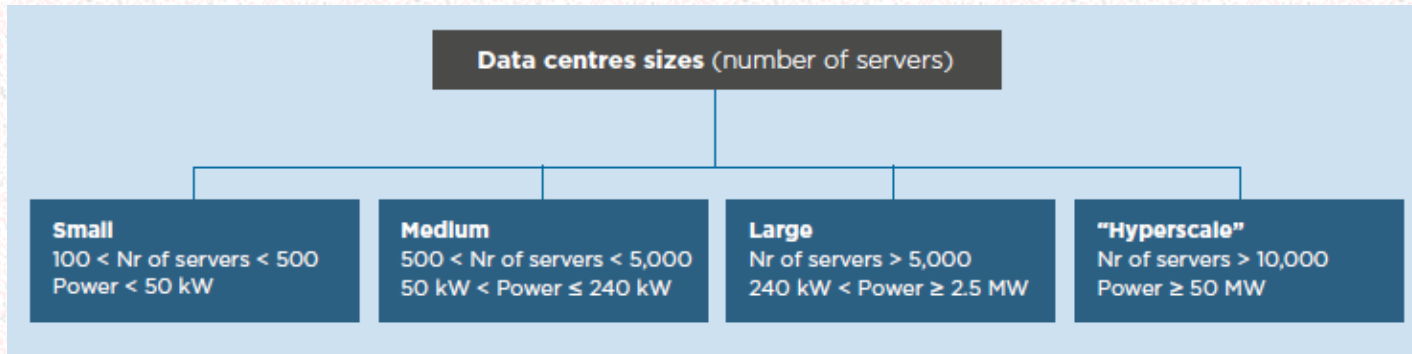 Data centres sizes (number of servers)
Small
100 < Nr of servers < 500
Power < 50 kW
Medium
500 < Nr of servers < 5,000
50 kW < Power ≤ 240 kW
Large
Nr of servers > 5,000
240 kW < Power ≥ 2.5 MW
“Hyperscale”
Nr of servers > 10,000
Power ≥ 50 MW